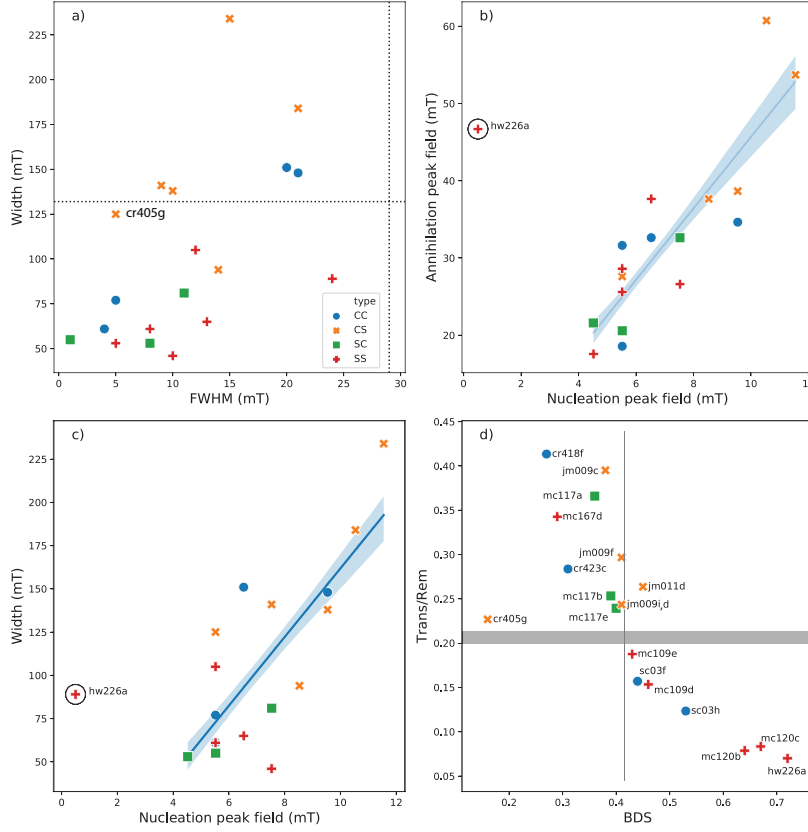 a)
225
200
175
150
125
100
75
50
Width (mT)
cr405g
type
CC
CS
SC
SS
0
5
10
15
20
25
30
FWHM (mT)
b)
60
50
40
30
20
Annihilation peak field (mT)
hw226a
0
2
4
6
8
10
12
Nucleation peak field (mT)
c)
225
200
175
150
125
100
75
50
Width (mT)
hw226a
0
2
4
6
8
10
12
Nucleation peak field (mT)
d)
0.45
0.40
0.35
0.30
0.25
0.20
0.15
0.10
0.05
Trans/Rem
cr418f
jm009c
mc117a
mc167d
jm009f
cr423c
jm011d
mc117b
jm009i,d
mc117e
cr405g
mc109e
sc03f
mc109d
sc03h
mc120c
mc120b
hw226a
0.2
0.3
0.4
0.5
0.6
0.7
BDS